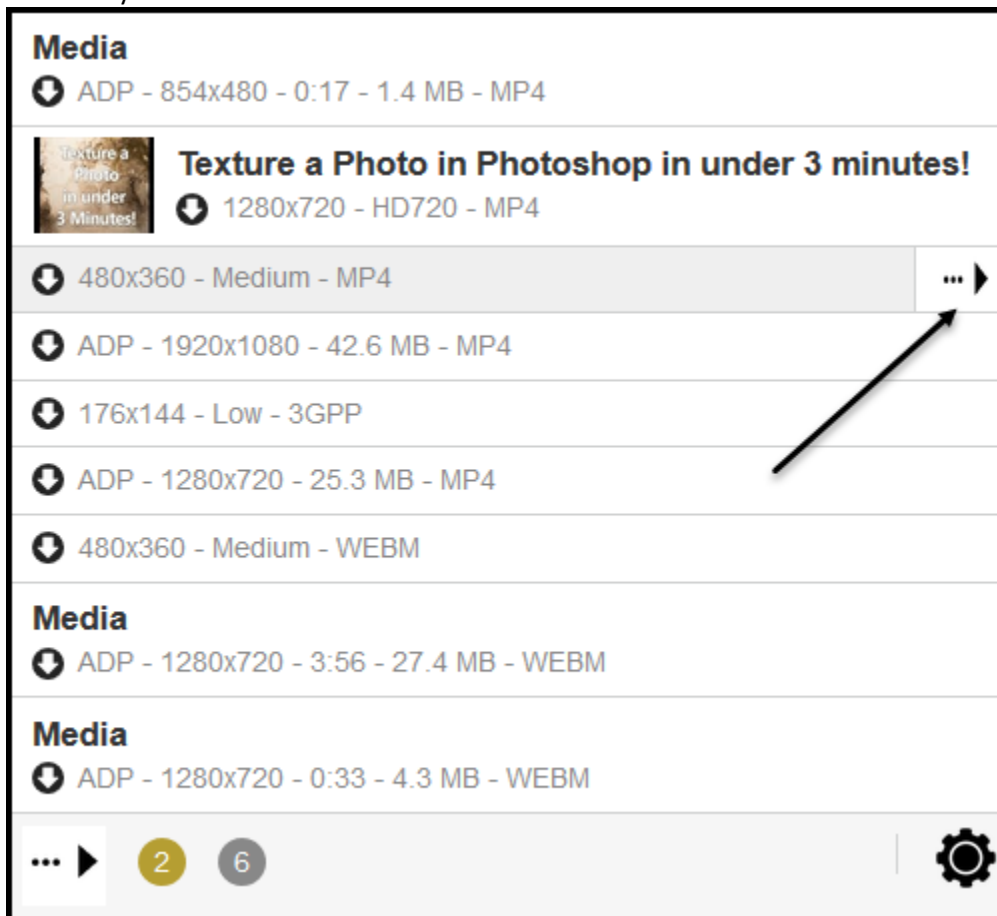 Media
ADP - 854x480 - 0:17 - 1.4 MB - MP4
Texture a
Photo
in under
3 Minutes!
Texture a Photo in Photoshop in under 3 minutes!
1280x720 - HD720 - MP4
480x360 - Medium - MP4
ADP - 1920x1080 - 42.6 MB - MP4
176x144 - Low - 3GPP
ADP - 1280x720 - 25.3 MB - MP4
480x360 - Medium - WEBM
Media
ADP - 1280x720 - 3:56 - 27.4 MB - WEBM
Media
ADP - 1280x720 - 0:33 - 4.3 MB - WEBM
2 6